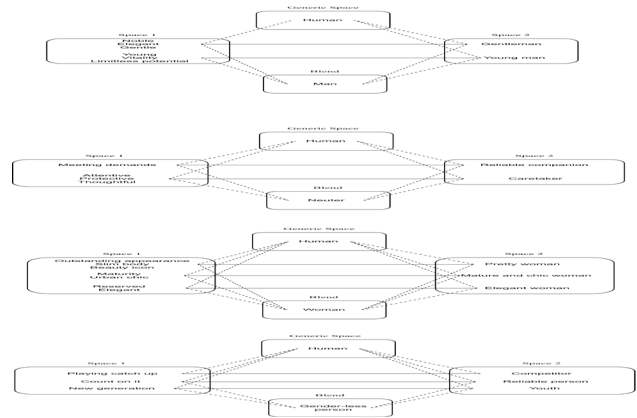 Generic Space
Human
Space 1
Space 2
Noble
Elegant
Gentle
Gentleman
Young
Vitality
Limitless potential
Young man
Blend
Man
Generic Space
Human
Space 1
Space 2
Meeting demands
Reliable companion
Attentive
Protective
Thoughtful
Caretaker
Blend
Neuter
Generic Space
Human
Space 1
Space 2
Outstanding appearance
Slim body
Beauty icon
Pretty woman
Maturity
Urban chic
Mature and chic woman
Reserved
Elegant
Elegant woman
Blend
Woman
Generic Space
Human
Space 1
Space 2
Playing catch up
Competitor
Count on it
Reliable person
New generation
Youth
Blend
Gender-less
person